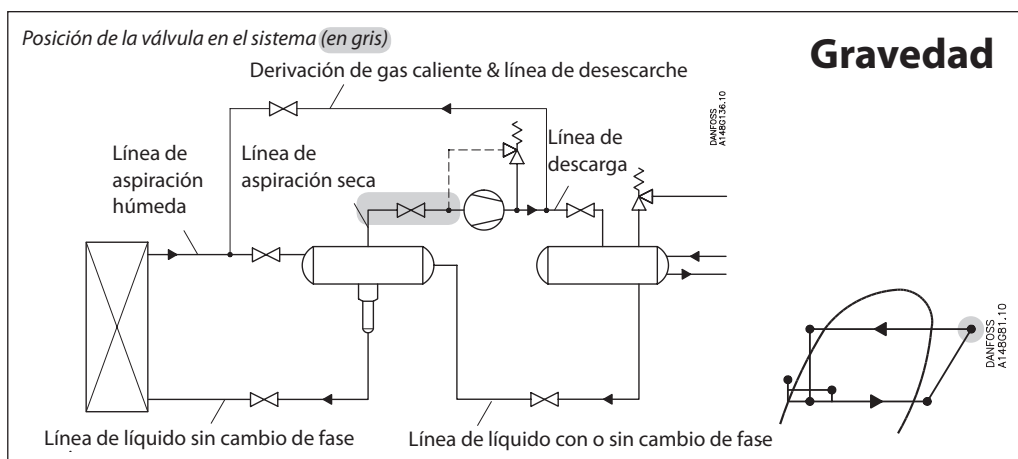 Posición de la válvula en el sistema (en gris)
Gravedad
Derivación de gas caliente & línea de desescarche
DANFOSS
A148G136.10
Línea de
aspiración
húmeda
Línea de
aspiración seca
Línea de
descarga
DANFOSS
A148G81.10
Línea de líquido sin cambio de fase
Línea de líquido con o sin cambio de fase